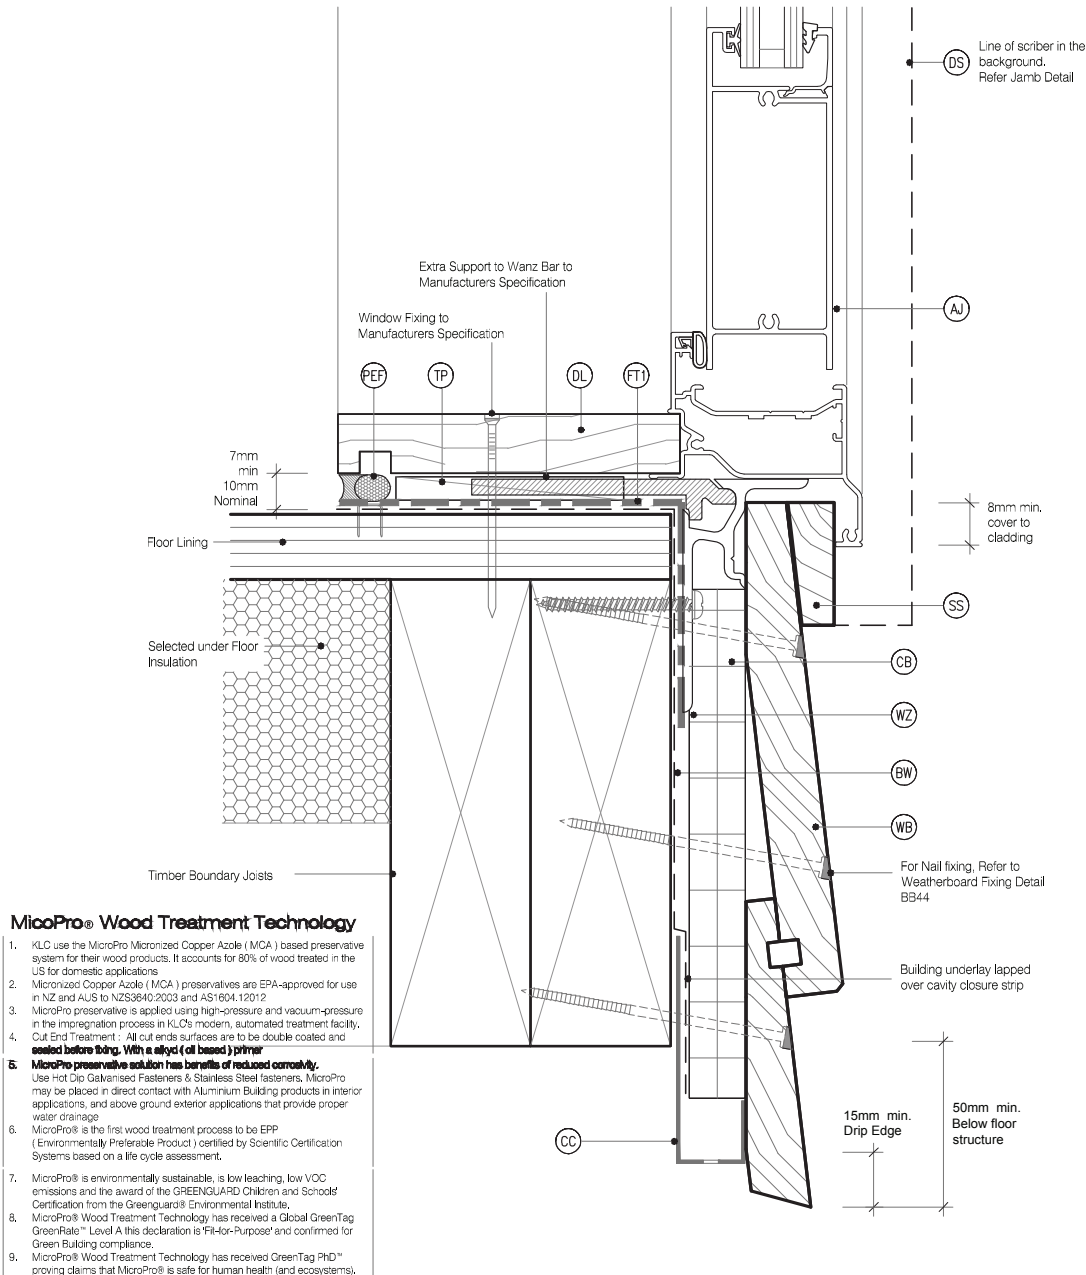 Line of scriber in the
background.
Refer Jamb Detail
DS
Extra Support to Wanz Bar to
Manufacturers Specification
AJ
Window Fixing to
Manufacturers Specification
PEF
TP
DL
FT1
7mm
min
10mm
Nominal
8mm min.
cover to
cladding
Floor Lining
SS
Selected under Floor
Insulation
CB
WZ
BW
WB
Timber Boundary Joists
For Nail fixing, Refer to
Weatherboard Fixing Detail
BB44
Building underlay lapped
over cavity closure strip
15mm min.
Drip Edge
50mm min.
Below floor
structure
CC
MicoPro® Wood Treatment Technology
1. KLC use the MicroPro Micronized Copper Azole ( MCA ) based preservative
system for their wood products. It accounts for 80% of wood treated in the
US for domestic applications
2. Micronized Copper Azole ( MCA ) preservatives are EPA-approved for use
in NZ and AUS to NZS3640:2003 and AS1604.12012
3. MicroPro preservative is applied using high-pressure and vacuum-pressure
in the impregnation process in KLC's modern, automated treatment facility.
4. Cut End Treatment : All cut ends surfaces are to be double coated and
sealed before fixing. With a alkyd ( oil based ) primer
5. MicroPro preservative solution has benefits of reduced corrosivity.
Use Hot Dip Galvanised Fasteners & Stainless Steel fasteners. MicroPro
may be placed in direct contact with Aluminium Building products in interior
applications, and above ground exterior applications that provide proper
water drainage
6. MicroPro® is the first wood treatment process to be EPP
( Environmentally Preferable Product ) certified by Scientific Certification
Systems based on a life cycle assessment.
7. MicroPro® is environmentally sustainable, is low leaching, low VOC
emissions and the award of the GREENGUARD Children and Schools'
Certification from the Greenguard® Environmental Institute.
8. MicroPro® Wood Treatment Technology has received a Global GreenTag
GreenRate™ Level A this declaration is 'Fit-for-Purpose' and confirmed for
Green Building compliance.
9. MicroPro® Wood Treatment Technology has received GreenTag PhD™
proving claims that MicroPro® is safe for human health (and ecosystems).